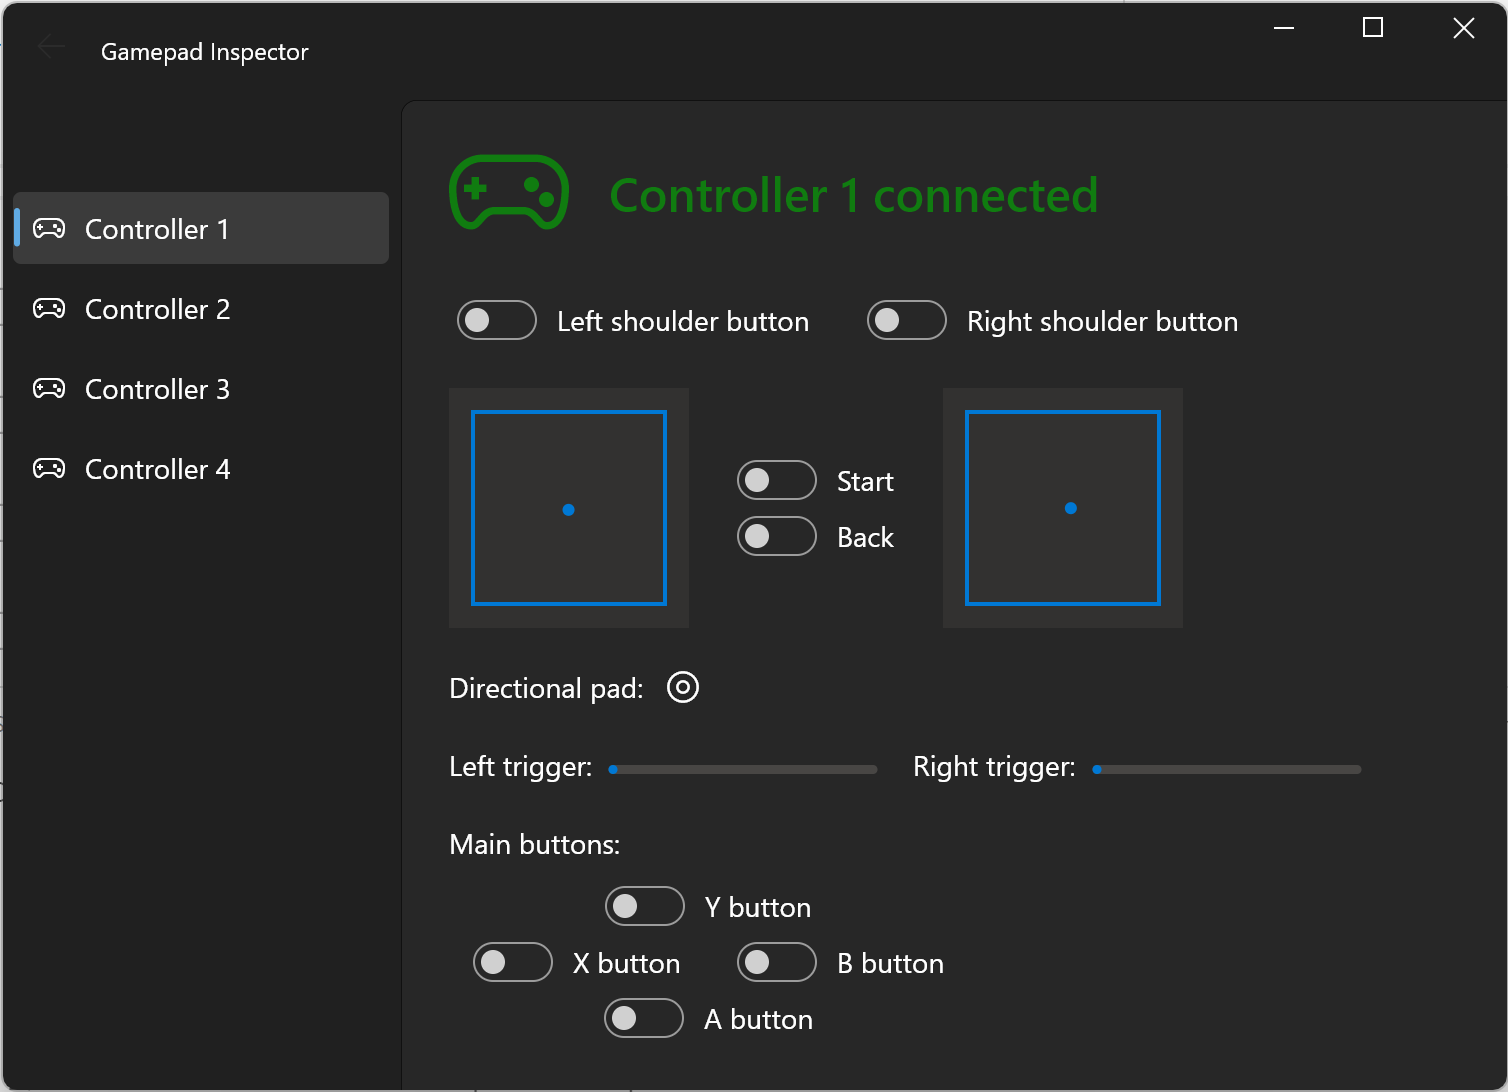 Gamepad Inspector
Controller 1
Controller 2
Controller 3
Controller 4
Controller 1 connected
Left shoulder button Right shoulder button
Start
Back
Directional pad:
Left trigger: Right trigger:
Main buttons:
Y button
X button B button
A button